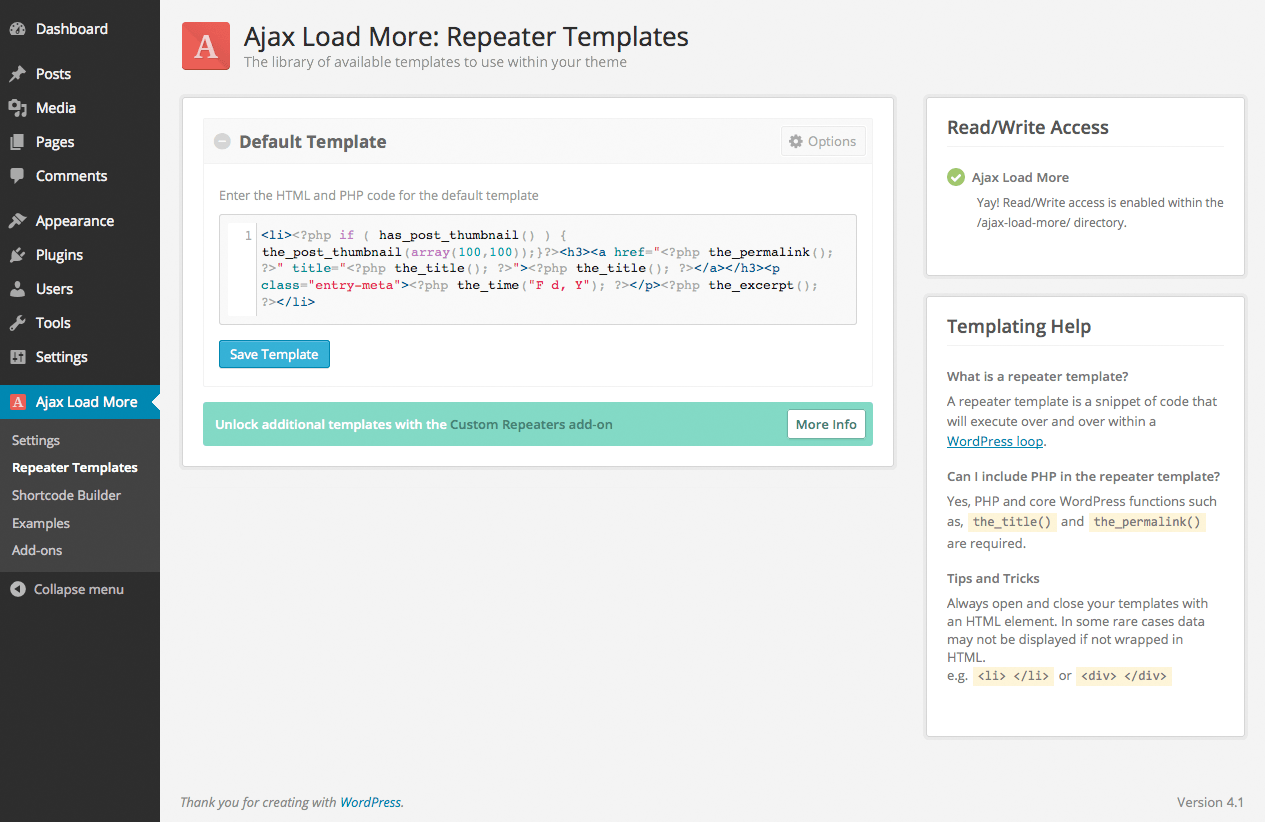 Dashboard
Posts
Media
Pages
Comments
Appearance
Plugins
Users
Tools
Settings
A Ajax Load More
Settings
Repeater Templates
Shortcode Builder
Examples
Add-ons
Collapse menu
A
Ajax Load More: Repeater Templates
The library of available templates to use within your theme
Default Template
Options
Enter the HTML and PHP code for the default template
1 <li><?php if ( has_post_thumbnail() ) {
the_post_thumbnail(array(100,100));}?><h3><a href="<?php the_permalink();
?>" title="<?php the_title(); ?>"><?php the_title(); ?></a></h3><p
class="entry-meta"><?php the_time("F d, Y"); ?></p><?php the_excerpt();
?></li>
Save Template
Unlock additional templates with the Custom Repeaters add-on
More Info
Read/Write Access
Ajax Load More
Yay! Read/Write access is enabled within the
/ajax-load-more/ directory.
Templating Help
What is a repeater template?
A repeater template is a snippet of code that
will execute over and over within a
WordPress loop.
Can I include PHP in the repeater template?
Yes, PHP and core WordPress functions such
as, the_title() and the_permalink()
are required.
Tips and Tricks
Always open and close your templates with
an HTML element. In some rare cases data
may not be displayed if not wrapped in
HTML.
e.g. <li> </li> or <div> </div>
Thank you for creating with WordPress.
Version 4.1